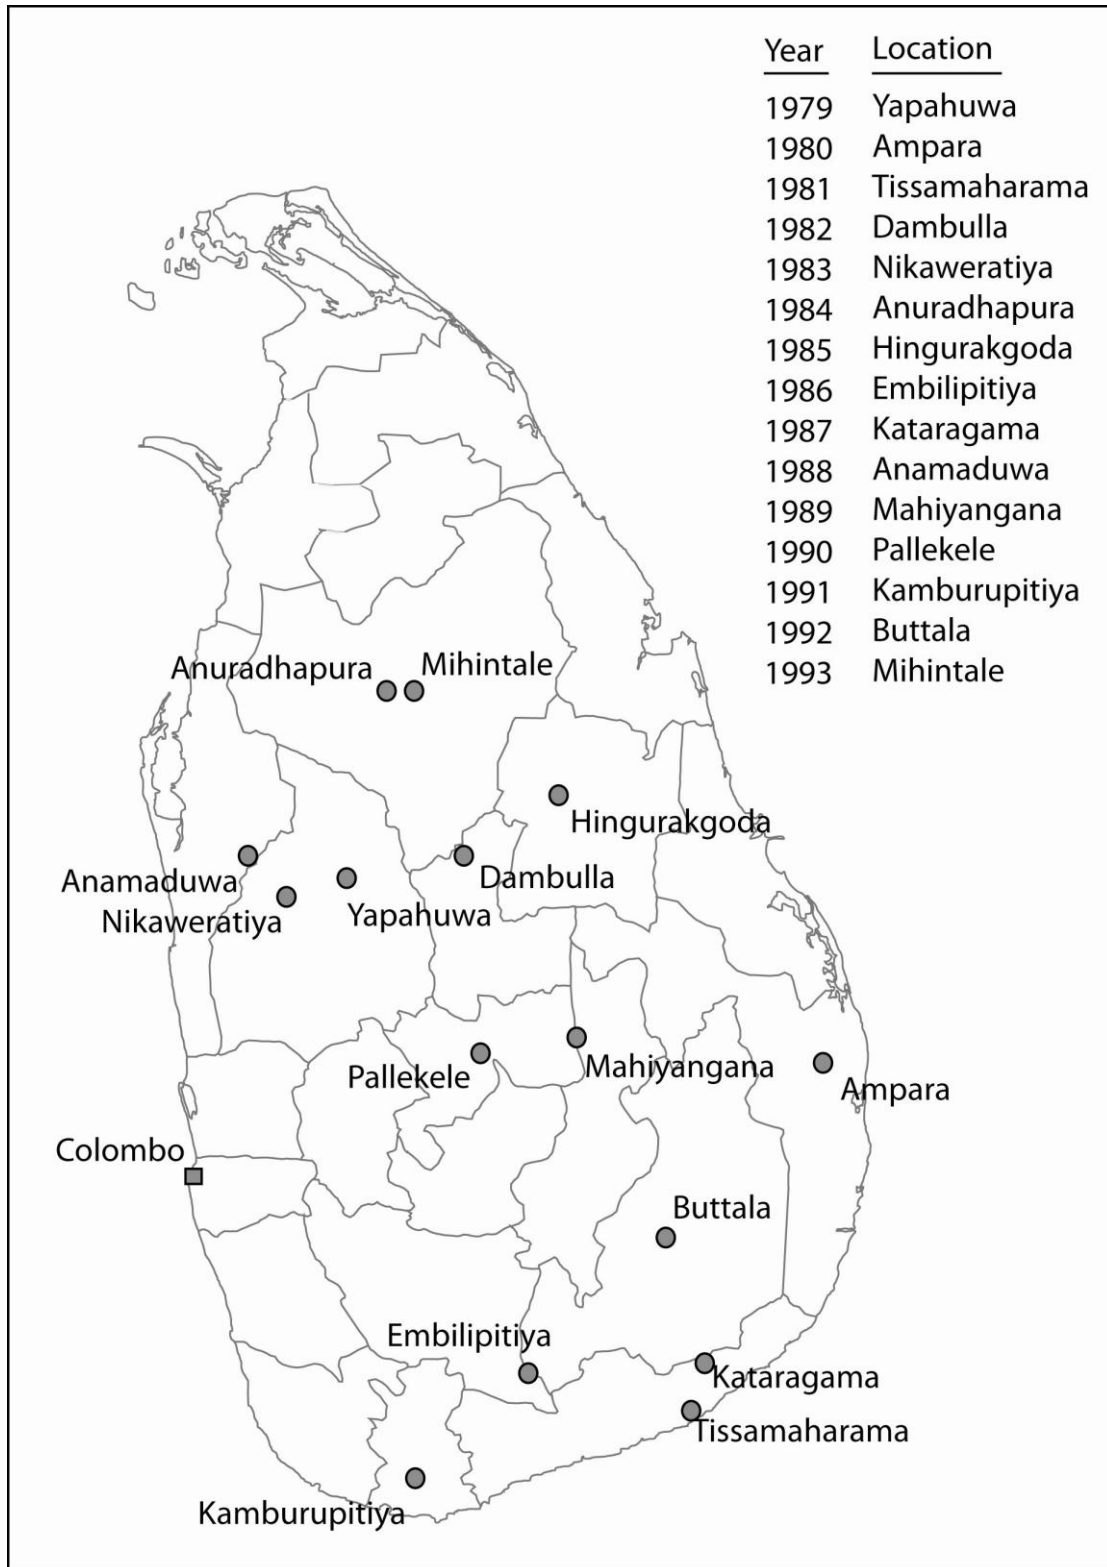 Year Location
1979 Yapahuwa
1980 Ampara
1981 Tissamaharama
1982 Dambulla
1983 Nikaweratiya
1984 Anuradhapura
1985 Hingurakgoda
1986 Embilipitiya
1987 Kataragama
1988 Anamaduwa
1989 Mahiyangana
1990 Pallekele
1991 Kamburupitiya
1992 Buttala
1993 Mihintale
Anuradhapura Mihintale
Hingurakgoda
Anamaduwa Dambulla
Nikaweratiya Yapahuwa
Pallekele Mahiyangana
Ampara
Colombo
Buttala
Embilipitiya
Kataragama
Tissamaharama
Kamburupitiya